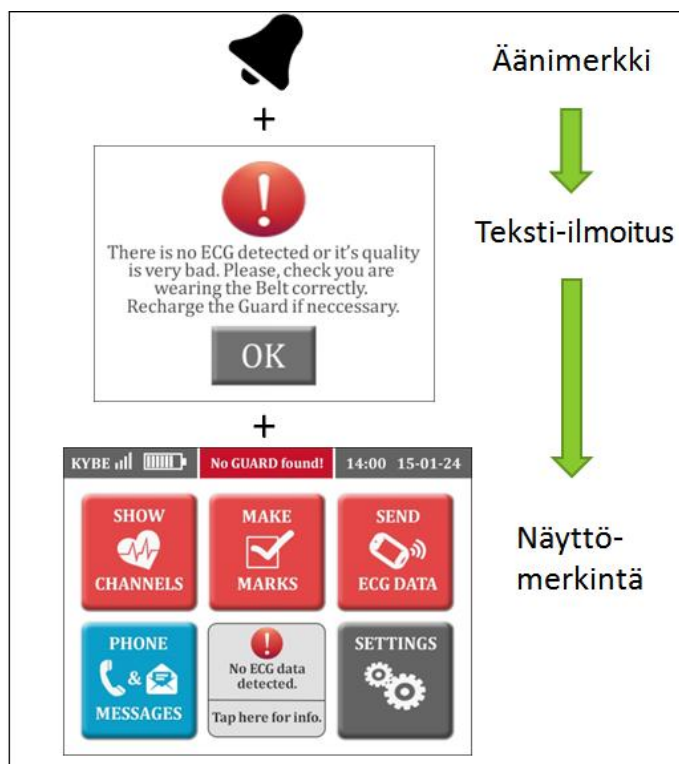 Äänimerkki
+
There is no ECG detected or it's quality
is very bad. Please, check you are
wearing the Belt correctly.
Recharge the Guard if neccessary.
OK
Teksti-ilmoitus
+
KYBE No GUARD found! 14:00 15-01-24
SHOW
CHANNELS
MAKE
MARKS
SEND
ECG DATA
PHONE
&
MESSAGES
No ECG data
detected.
Tap here for info.
SETTINGS
Näyttö-
merkintä